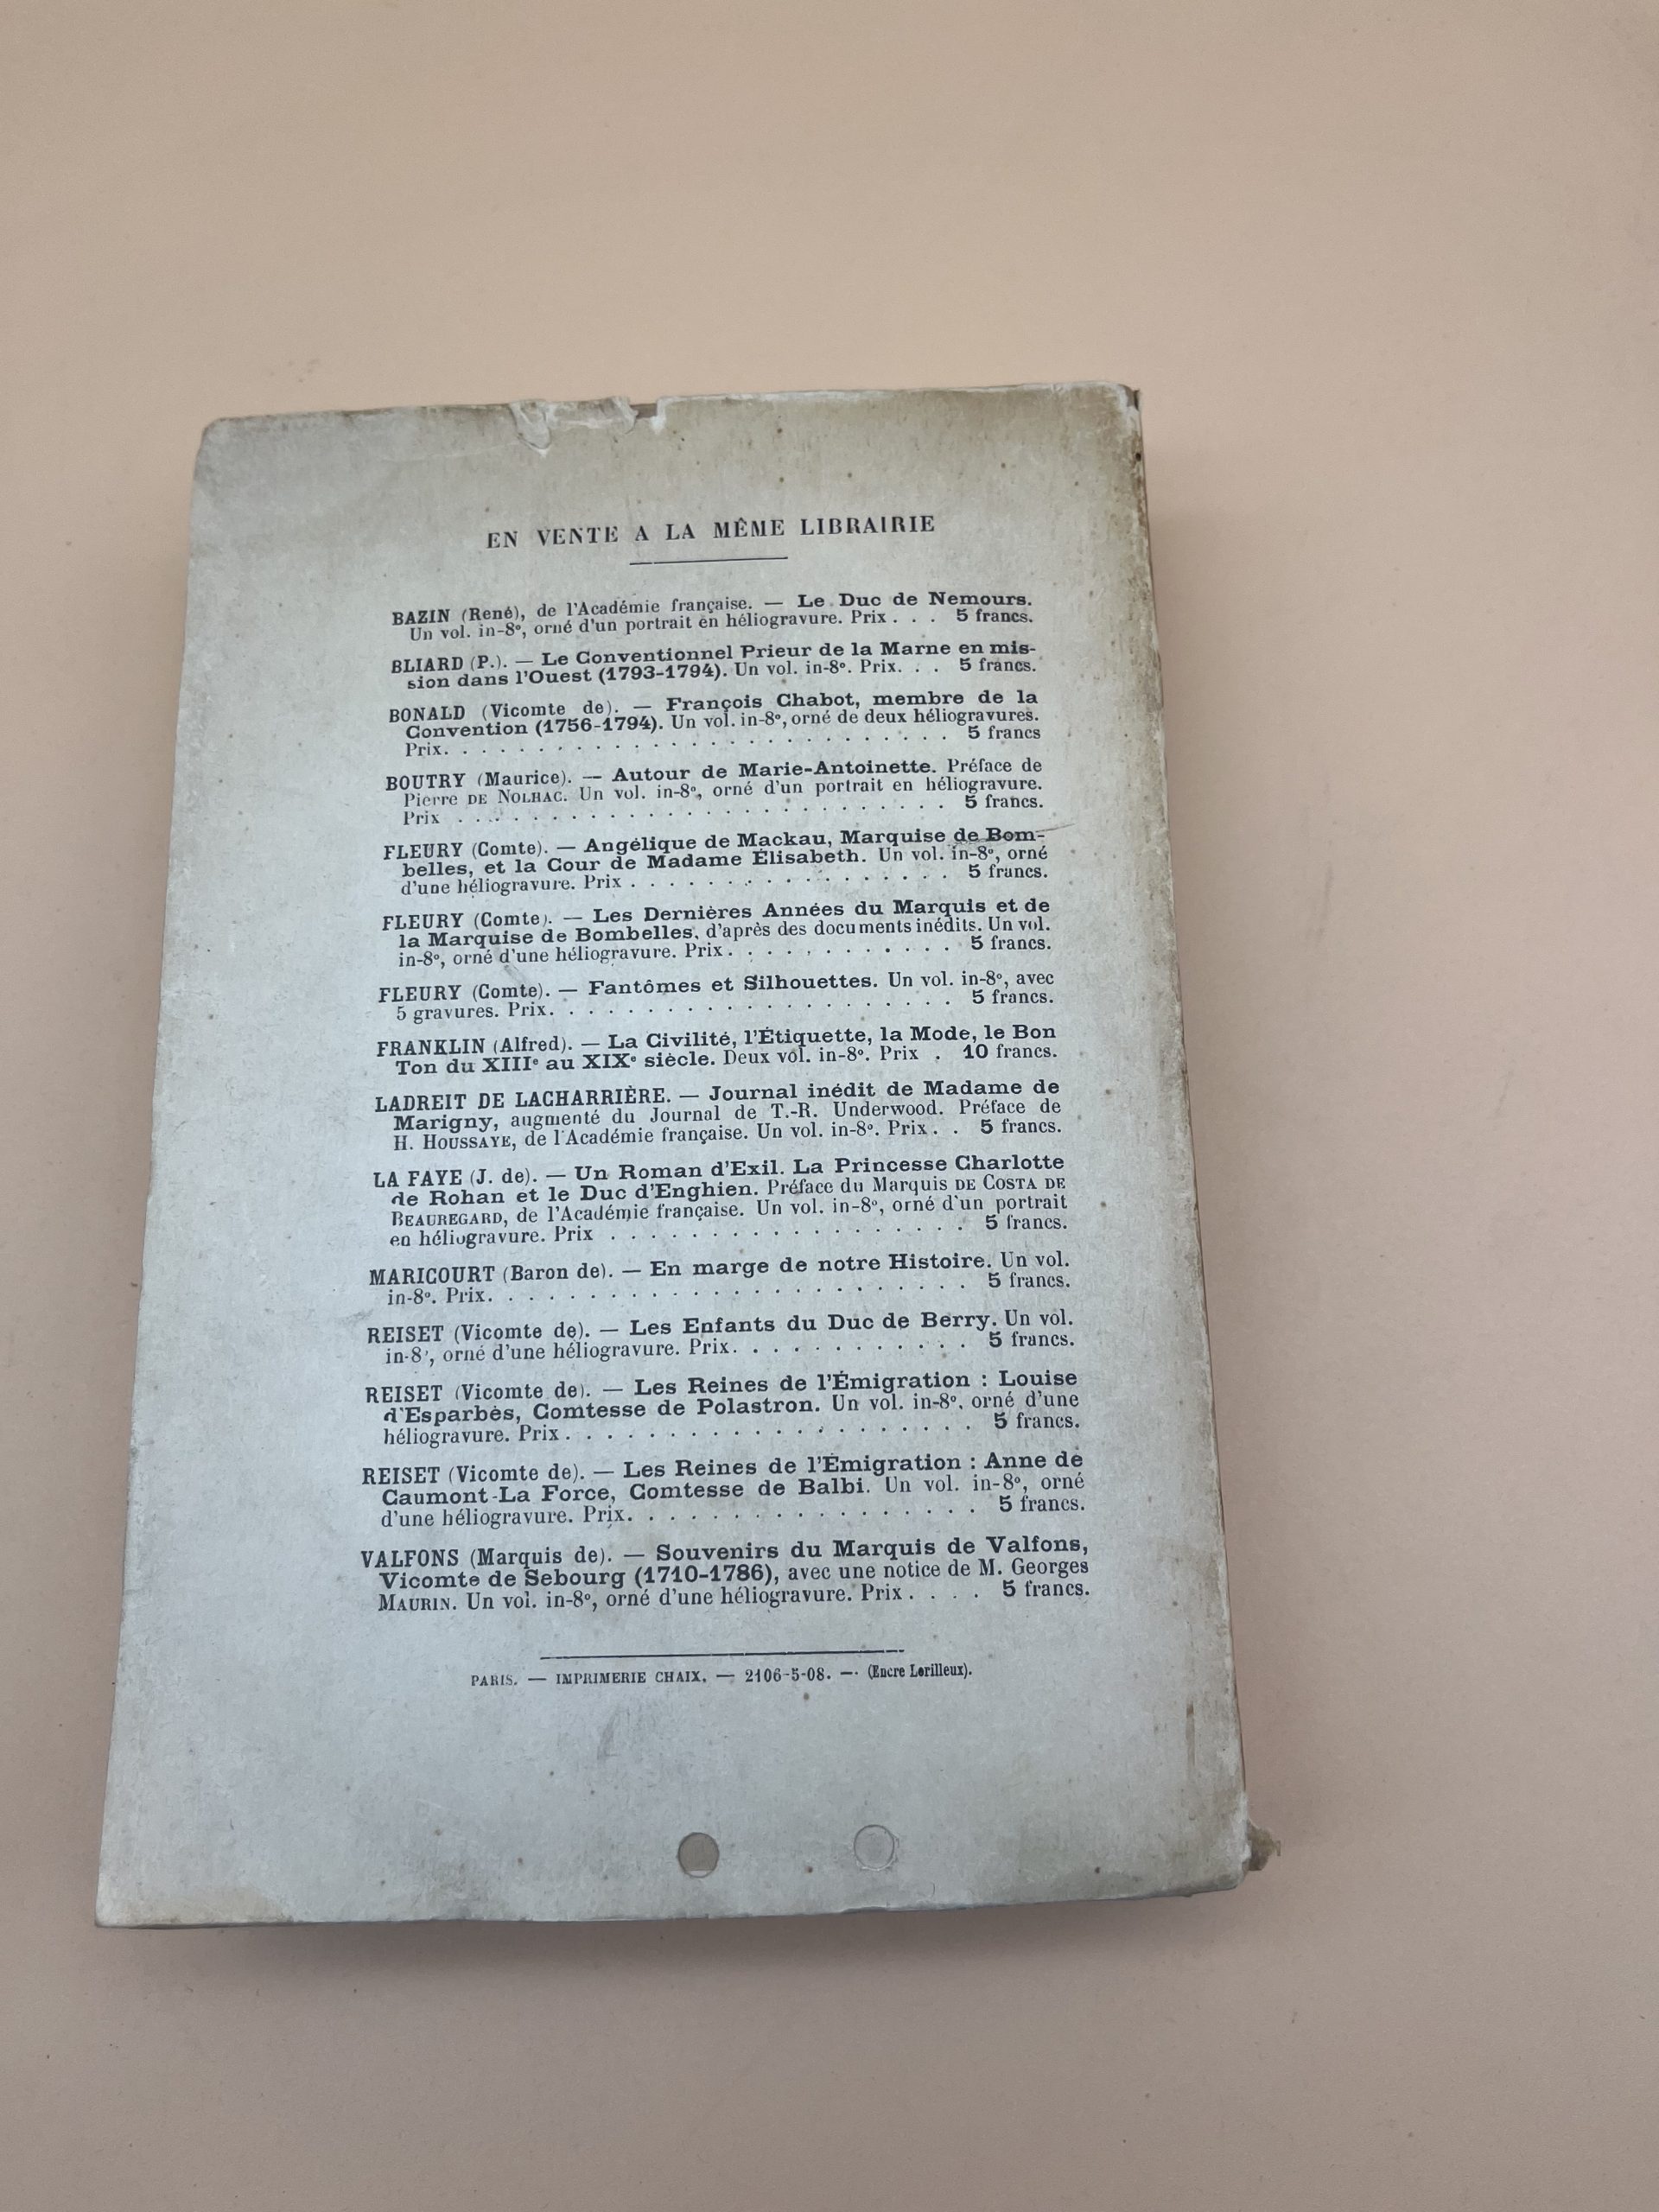 EN VENTE A LA MÊME LIBRAIRIE
BAZIN (René), de l'Académie française. — Le Duc de Nemours.
Un vol. in-8°, orné d'un portrait en héliogravure. Prix . . . 5 francs.
BLIARD (P.). — Le Conventionnel Prieur de la Marne en mis-
sion dans l'Ouest (1793-1794). Un vol. in-8°. Prix. . . 5 francs.
BONALD (Vicomte de). — François Chabot, membre de la
Convention (1756-1794). Un vol. in-8°, orné de deux héliogravures.
Prix. . . . . . . . . . . . . . . . . . . . . . . . . . 5 francs
BOUTRY (Maurice). — Autour de Marie-Antoinette. Préface de
Pierre DE NOLHAC. Un vol. in-8°, orné d'un portrait en héliogravure.
Prix . . . . . . . . . . . . . . . . . . . . . . . . . 5 francs.
FLEURY (Comte). — Angélique de Mackau, Marquise de Bom-
belles, et la Cour de Madame Élisabeth. Un vol. in-8°, orné
d'une héliogravure. Prix . . . . . . . . . . . . . . . . . 5 francs.
FLEURY (Comte). — Les Dernières Années du Marquis et de
la Marquise de Bombelles, d'après des documents inédits. Un vol.
in-8°, orné d'une héliogravure. Prix. . . . . . . . . . . . 5 francs.
FLEURY (Comte). — Fantômes et Silhouettes. Un vol. in-8°, avec
5 gravures. Prix. . . . . . . . . . . . . . . . . . . . . 5 francs.
FRANKLIN (Alfred). — La Civilité, l'Étiquette, la Mode, le Bon
Ton du XIIIe au XIXe siècle. Deux vol. in-8°. Prix . 10 francs.
LADREIT DE LACHARRIÈRE. — Journal inédit de Madame de
Marigny, augmenté du Journal de T.-R. Underwood. Préface de
H. HOUSSAYE, de l'Académie française. Un vol. in-8°. Prix. . 5 francs.
LA FAYE (J. de). — Un Roman d'Exil. La Princesse Charlotte
de Rohan et le Duc d'Enghien. Préface du Marquis DE COSTA DE
BEAUREGARD, de l'Académie française. Un vol. in-8°, orné d'un portrait
en héliogravure. Prix . . . . . . . . . . . . . . . . . . . 5 francs.
MARICOURT (Baron de). — En marge de notre Histoire. Un vol.
in-8°. Prix. . . . . . . . . . . . . . . . . . . . . . . . 5 francs.
REISET (Vicomte de). — Les Enfants du Duc de Berry. Un vol.
in-8°, orné d'une héliogravure. Prix. . . . . . . . . . . . 5 francs.
REISET (Vicomte de). — Les Reines de l'Émigration : Louise
d'Esparbès, Comtesse de Polastron. Un vol. in-8°, orné d'une
héliogravure. Prix . . . . . . . . . . . . . . . . . . . . 5 francs.
REISET (Vicomte de). — Les Reines de l'Émigration : Anne de
Caumont-La Force, Comtesse de Balbi. Un vol. in-8°, orné
d'une héliogravure. Prix. . . . . . . . . . . . . . . . . . 5 francs.
VALFONS (Marquis de). — Souvenirs du Marquis de Valfons,
Vicomte de Sebourg (1710-1786), avec une notice de M. Georges
MAURIN. Un vol. in-8°, orné d'une héliogravure. Prix . . . . 5 francs.
PARIS. — IMPRIMERIE CHAIX. — 2106-5-08. — (Encre Lorilleux).